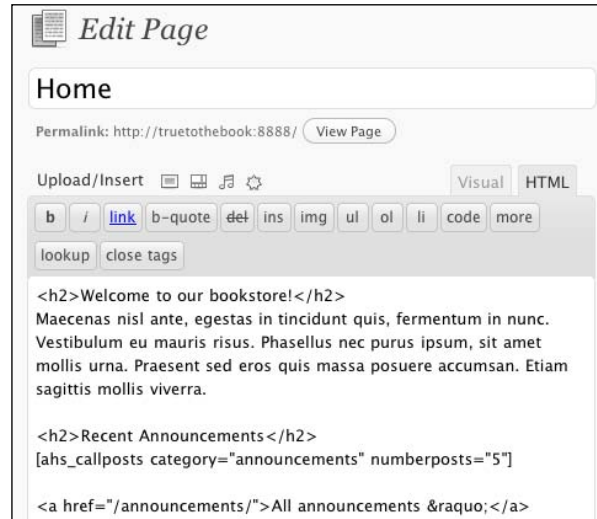 Edit Page
Home
Permalink: http://truetothebook:8888/ View Page
Upload/Insert Visual HTML
b i link b-quote del ins img ul ol li code more
lookup close tags
<h2>Welcome to our bookstore!</h2>
Maecenas nisl ante, egestas in tincidunt quis, fermentum in nunc.
Vestibulum eu mauris risus. Phasellus nec purus ipsum, sit amet
mollis urna. Praesent sed eros quis massa posuere accumsan. Etiam
sagittis mollis viverra.
<h2>Recent Announcements</h2>
[ahs_callposts category="announcements" numberposts="5"]
<a href="/announcements/">All announcements &raquo;</a>